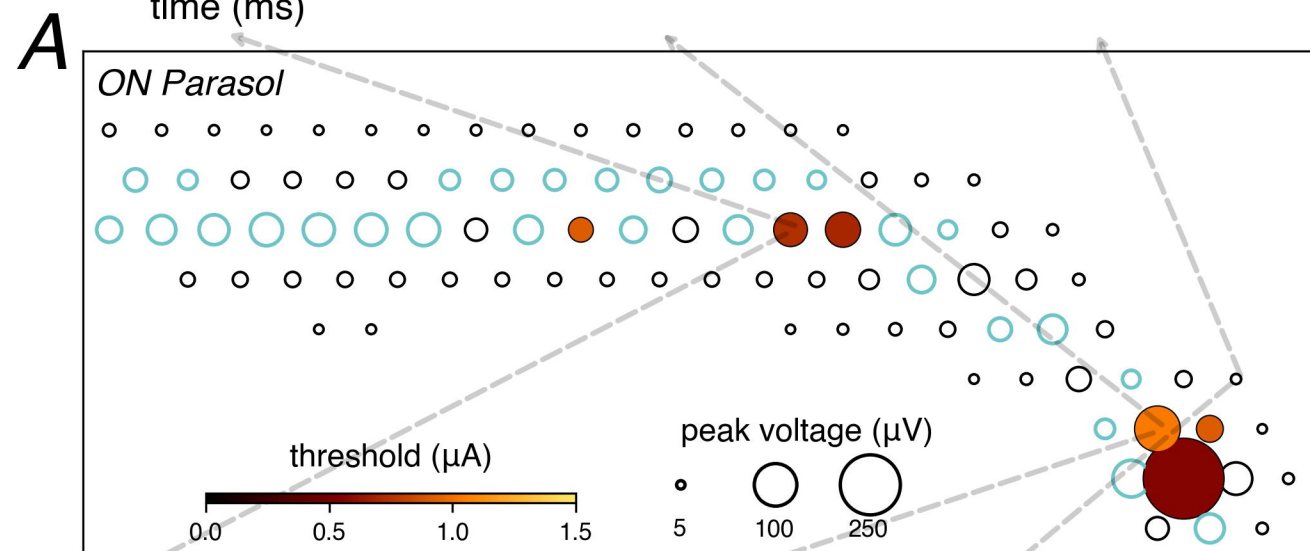 time (ms)
A
ON Parasol
peak voltage (µV)
threshold (µA)
5 100 250
0.0 0.5 1.0 1.5